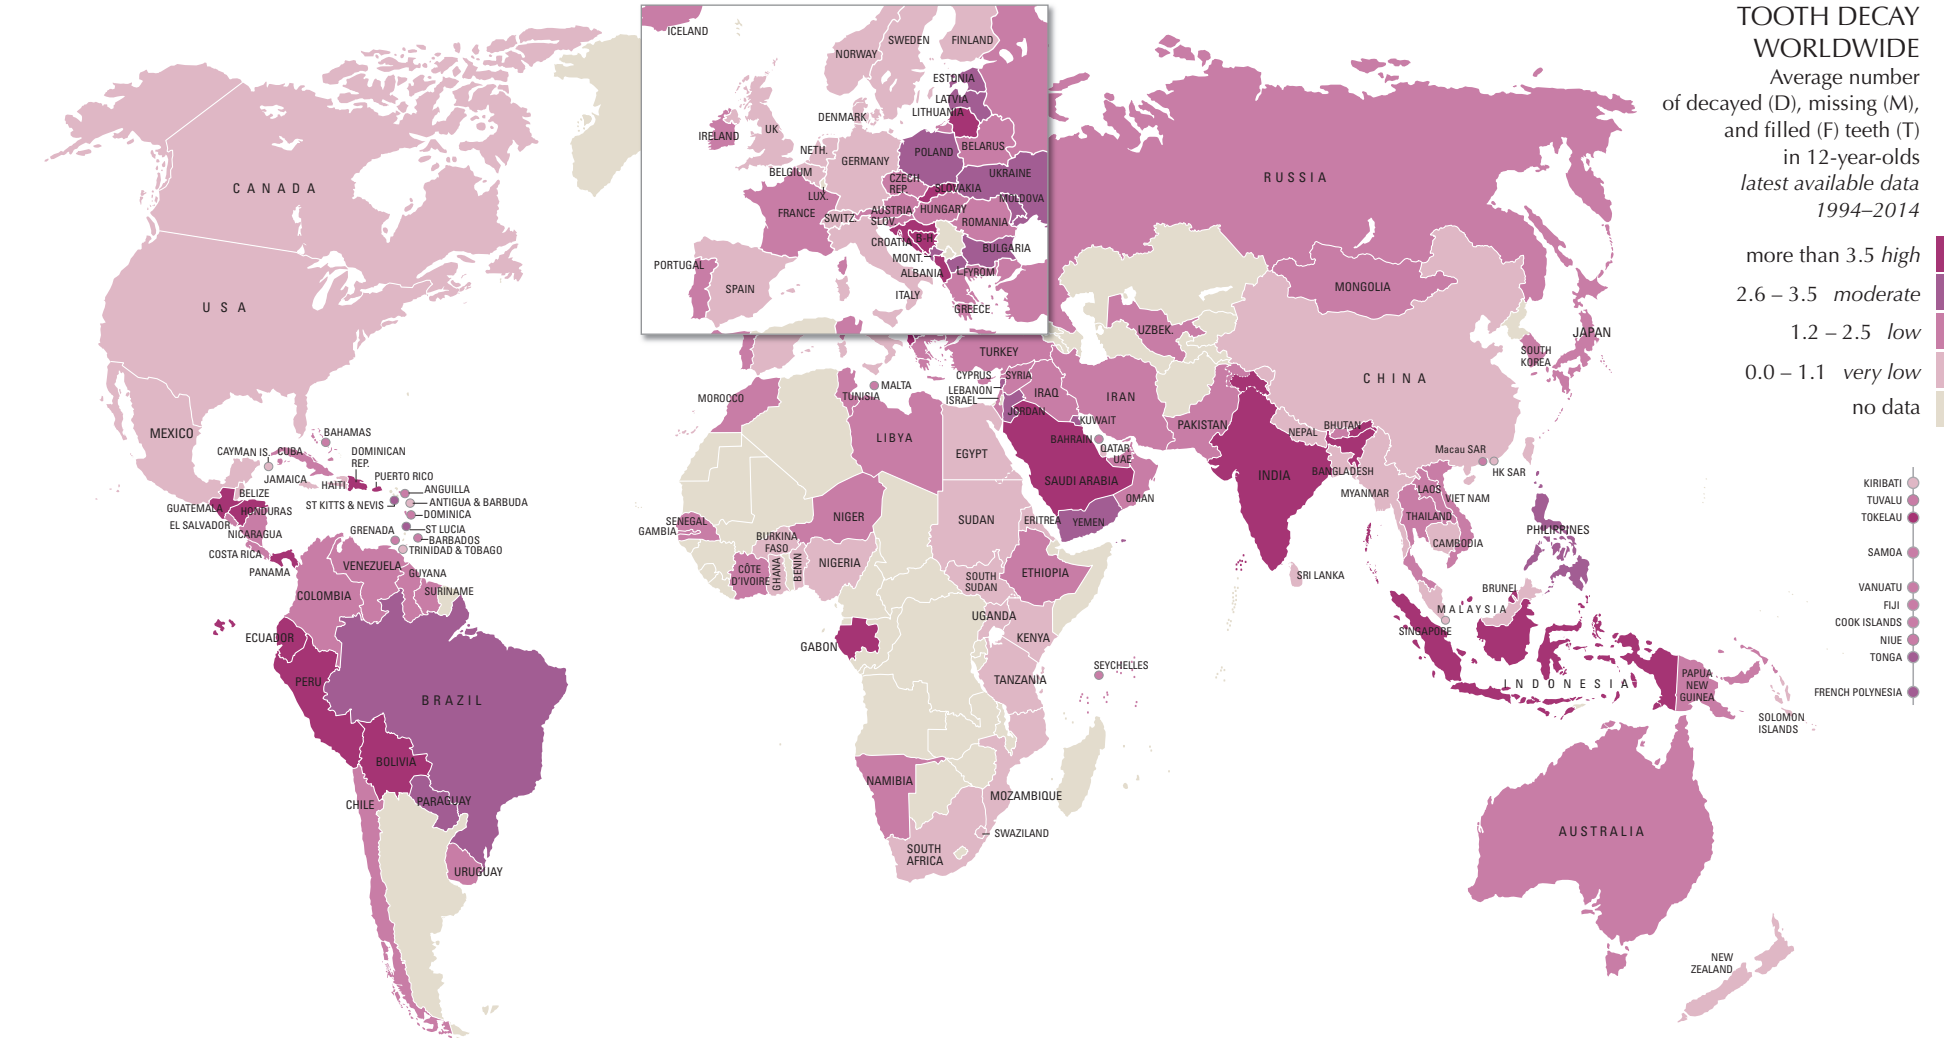 TOOTH DECAY
WORLDWIDE
Average number
of decayed (D), missing (M),
and filled (F) teeth (T)
in 12-year-olds
latest available data
1994–2014
more than 3.5 high
2.6 – 3.5 moderate
1.2 – 2.5 low
0.0 – 1.1 very low
no data
ICELAND
NORWAY
SWEDEN
FINLAND
ESTONIA
LATVIA
LITHUANIA
DENMARK
IRELAND
UK
NETH.
BELGIUM
GERMANY
POLAND
BELARUS
LUX.
CZECH
REP.
SLOVAKIA
UKRAINE
MOLDOVA
FRANCE
SWITZ.
AUSTRIA
SLOV.
HUNGARY
ROMANIA
CROATIA
B-H.
MONT.
BULGARIA
ALBANIA
FYROM
PORTUGAL
SPAIN
ITALY
GREECE
CANADA
USA
MEXICO
BAHAMAS
CAYMAN IS.
CUBA
DOMINICAN
REP.
JAMAICA
HAITI
PUERTO RICO
BELIZE
ANGUILLA
ST KITTS & NEVIS
ANTIGUA & BARBUDA
GUATEMALA
HONDURAS
DOMINICA
EL SALVADOR
NICARAGUA
GRENADA
ST LUCIA
BARBADOS
TRINIDAD & TOBAGO
COSTA RICA
PANAMA
VENEZUELA
GUYANA
SURINAME
COLOMBIA
ECUADOR
PERU
BRAZIL
BOLIVIA
PARAGUAY
CHILE
URUGUAY
RUSSIA
MONGOLIA
UZBEK.
JAPAN
SOUTH
KOREA
CHINA
TURKEY
CYPRUS
SYRIA
LEBANON
ISRAEL
IRAQ
IRAN
JORDAN
KUWAIT
BAHRAIN
QATAR
UAE
SAUDI ARABIA
OMAN
YEMEN
PAKISTAN
NEPAL
BHUTAN
INDIA
BANGLADESH
MYANMAR
Macau SAR
HK SAR
LAOS
VIET NAM
THAILAND
CAMBODIA
PHILIPPINES
SRI LANKA
BRUNEI
MALAYSIA
SINGAPORE
INDONESIA
PAPUA
NEW
GUINEA
SOLOMON
ISLANDS
AUSTRALIA
NEW
ZEALAND
MALTA
MOROCCO
TUNISIA
LIBYA
EGYPT
SENEGAL
GAMBIA
NIGER
BURKINA
FASO
SUDAN
ERITREA
CÔTE
D'IVOIRE
GHANA
BENIN
NIGERIA
SOUTH
SUDAN
ETHIOPIA
UGANDA
KENYA
GABON
TANZANIA
SEYCHELLES
NAMIBIA
MOZAMBIQUE
SWAZILAND
SOUTH
AFRICA
KIRIBATI
TUVALU
TOKELAU
SAMOA
VANUATU
FIJI
COOK ISLANDS
NIUE
TONGA
FRENCH POLYNESIA